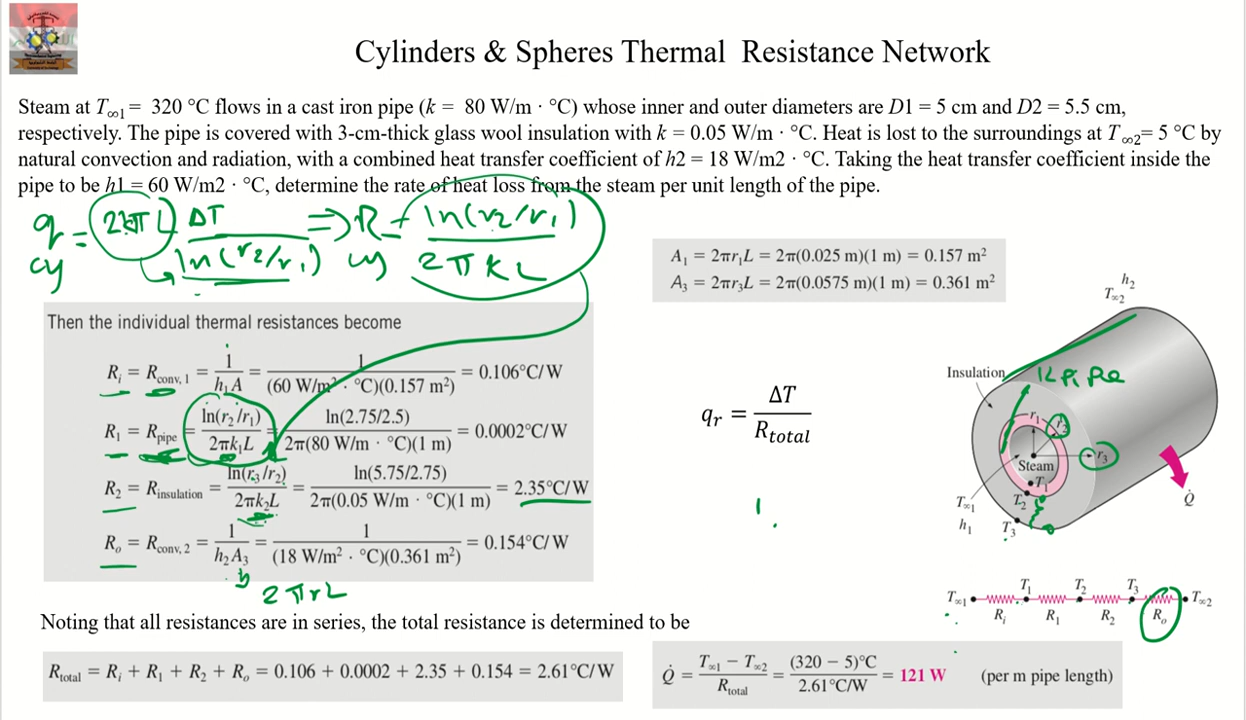 Cylinders & Spheres Thermal Resistance Network
Steam at T∞1 = 320 °C flows in a cast iron pipe (k = 80 W/m · °C) whose inner and outer diameters are D1 = 5 cm and D2 = 5.5 cm,
respectively. The pipe is covered with 3-cm-thick glass wool insulation with k = 0.05 W/m · °C. Heat is lost to the surroundings at T∞2= 5 °C by
natural convection and radiation, with a combined heat transfer coefficient of h2 = 18 W/m2 · °C. Taking the heat transfer coefficient inside the
pipe to be h1 = 60 W/m2 · °C, determine the rate of heat loss from the steam per unit length of the pipe.
q cy = 2kπL ΔT / ln(r2/r1) ⇒ R cy = ln(r2/r1) / 2πKL
A₁ = 2πr₁L = 2π(0.025 m)(1 m) = 0.157 m²
A₃ = 2πr₃L = 2π(0.0575 m)(1 m) = 0.361 m²
Then the individual thermal resistances become
Rᵢ = Rconv, 1 = 1 / h₁A = 1 / (60 W/m² · °C)(0.157 m²) = 0.106°C/W
R₁ = Rpipe = ln(r₂/r₁) / 2πk₁L = ln(2.75/2.5) / 2π(80 W/m · °C)(1 m) = 0.0002°C/W
R₂ = Rinsulation = ln(r₃/r₂) / 2πk₂L = ln(5.75/2.75) / 2π(0.05 W/m · °C)(1 m) = 2.35°C/W
Rₒ = Rconv, 2 = 1 / h₂A₃ = 1 / (18 W/m² · °C)(0.361 m²) = 0.154°C/W
2πrL
qr = ΔT / Rtotal
1.
h₂
T∞2
Insulation
K Pipe
r₁
r₂
r₃
Steam
T₁
T∞1
T₂
h₁
T₃
Q̇
T∞1 T₁ T₂ T₃ T∞2
Rᵢ R₁ R₂ Rₒ
Noting that all resistances are in series, the total resistance is determined to be
Rtotal = Rᵢ + R₁ + R₂ + Rₒ = 0.106 + 0.0002 + 2.35 + 0.154 = 2.61°C/W
Q̇ = T∞1 − T∞2 / Rtotal = (320 − 5)°C / 2.61°C/W = 121 W (per m pipe length)